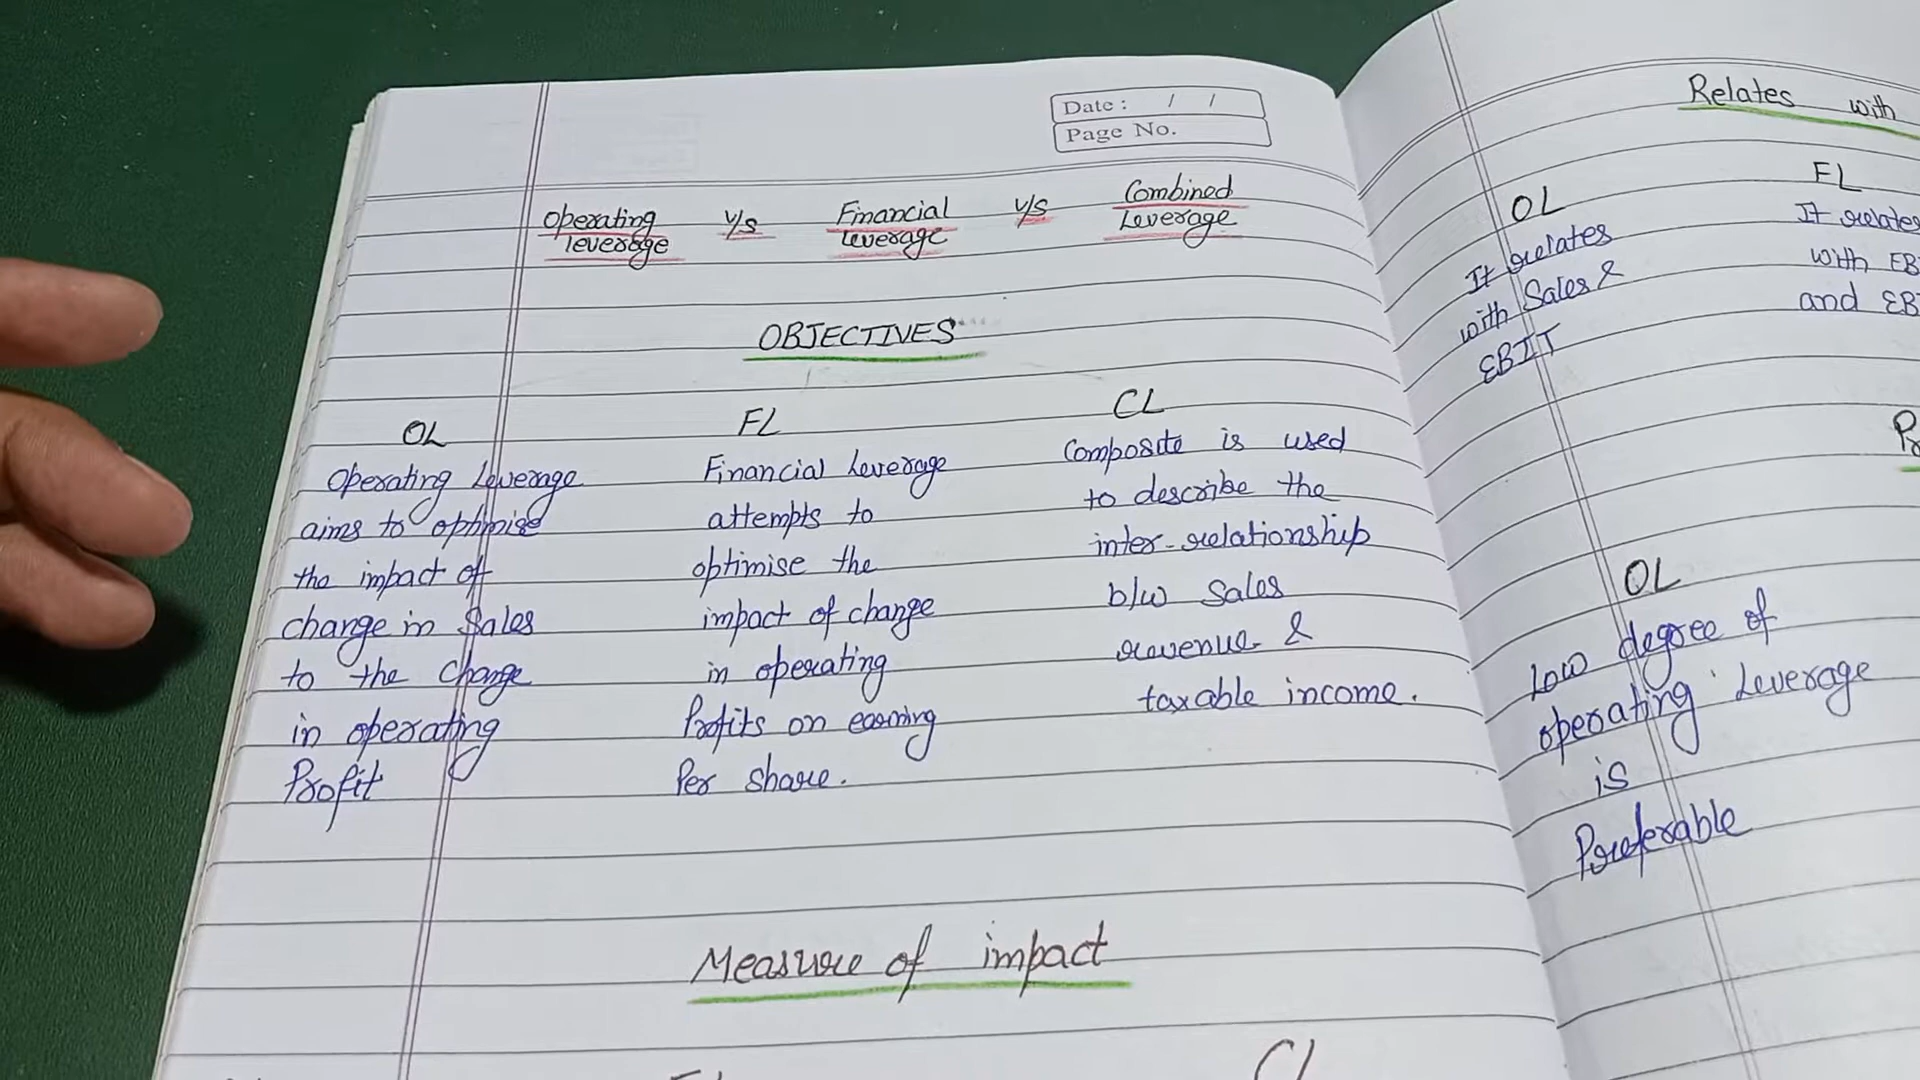 Date : / /
Page No.
Operating v/s Financial v/s Combined
leverage leverage Leverage
OBJECTIVES
OL
Operating Leverage
aims to optimise
the impact of
change in Sales
to the change
in operating
Profit
FL
Financial Leverage
attempts to
optimise the
impact of change
in operating
Profits on earning
Per share.
CL
Composite is used
to describe the
inter-relationship
b/w Sales
revenue &
taxable income.
Measure of impact
CL
Relates with
OL
It relates
with Sales &
EBIT
FL
It relates
with
and
OL
Low degree of
operating Leverage
is
Preferable